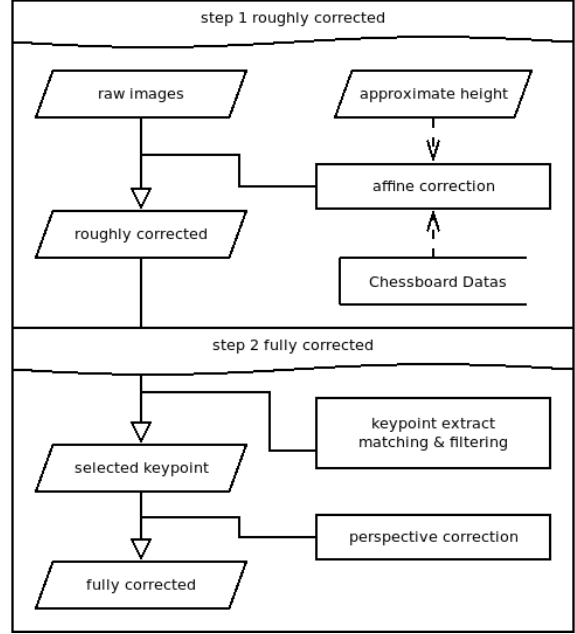 step 1 roughly corrected
raw images
approximate height
affine correction
roughly corrected
Chessboard Datas
step 2 fully corrected
keypoint extract
matching & filtering
selected keypoint
perspective correction
fully corrected